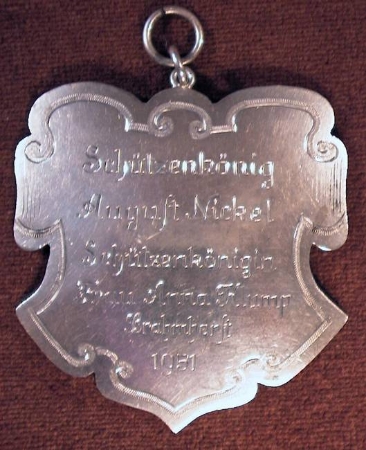 Schützenkönig
August Nickel
Schützenkönigin
Frau Anna Klump
1951